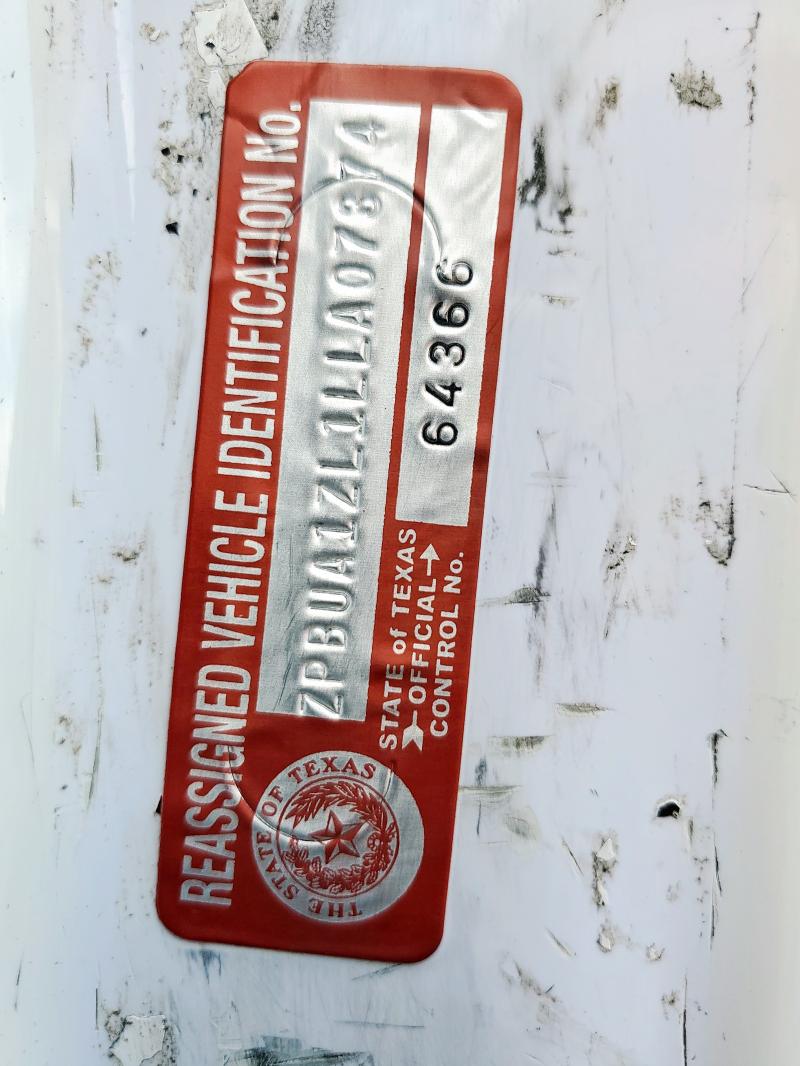 REASSIGNED VEHICLE IDENTIFICATION No.
ZPBUA1ZL1LLA07374
STATE of TEXAS
OFFICIAL
CONTROL No.
64366
THE STATE OF TEXAS